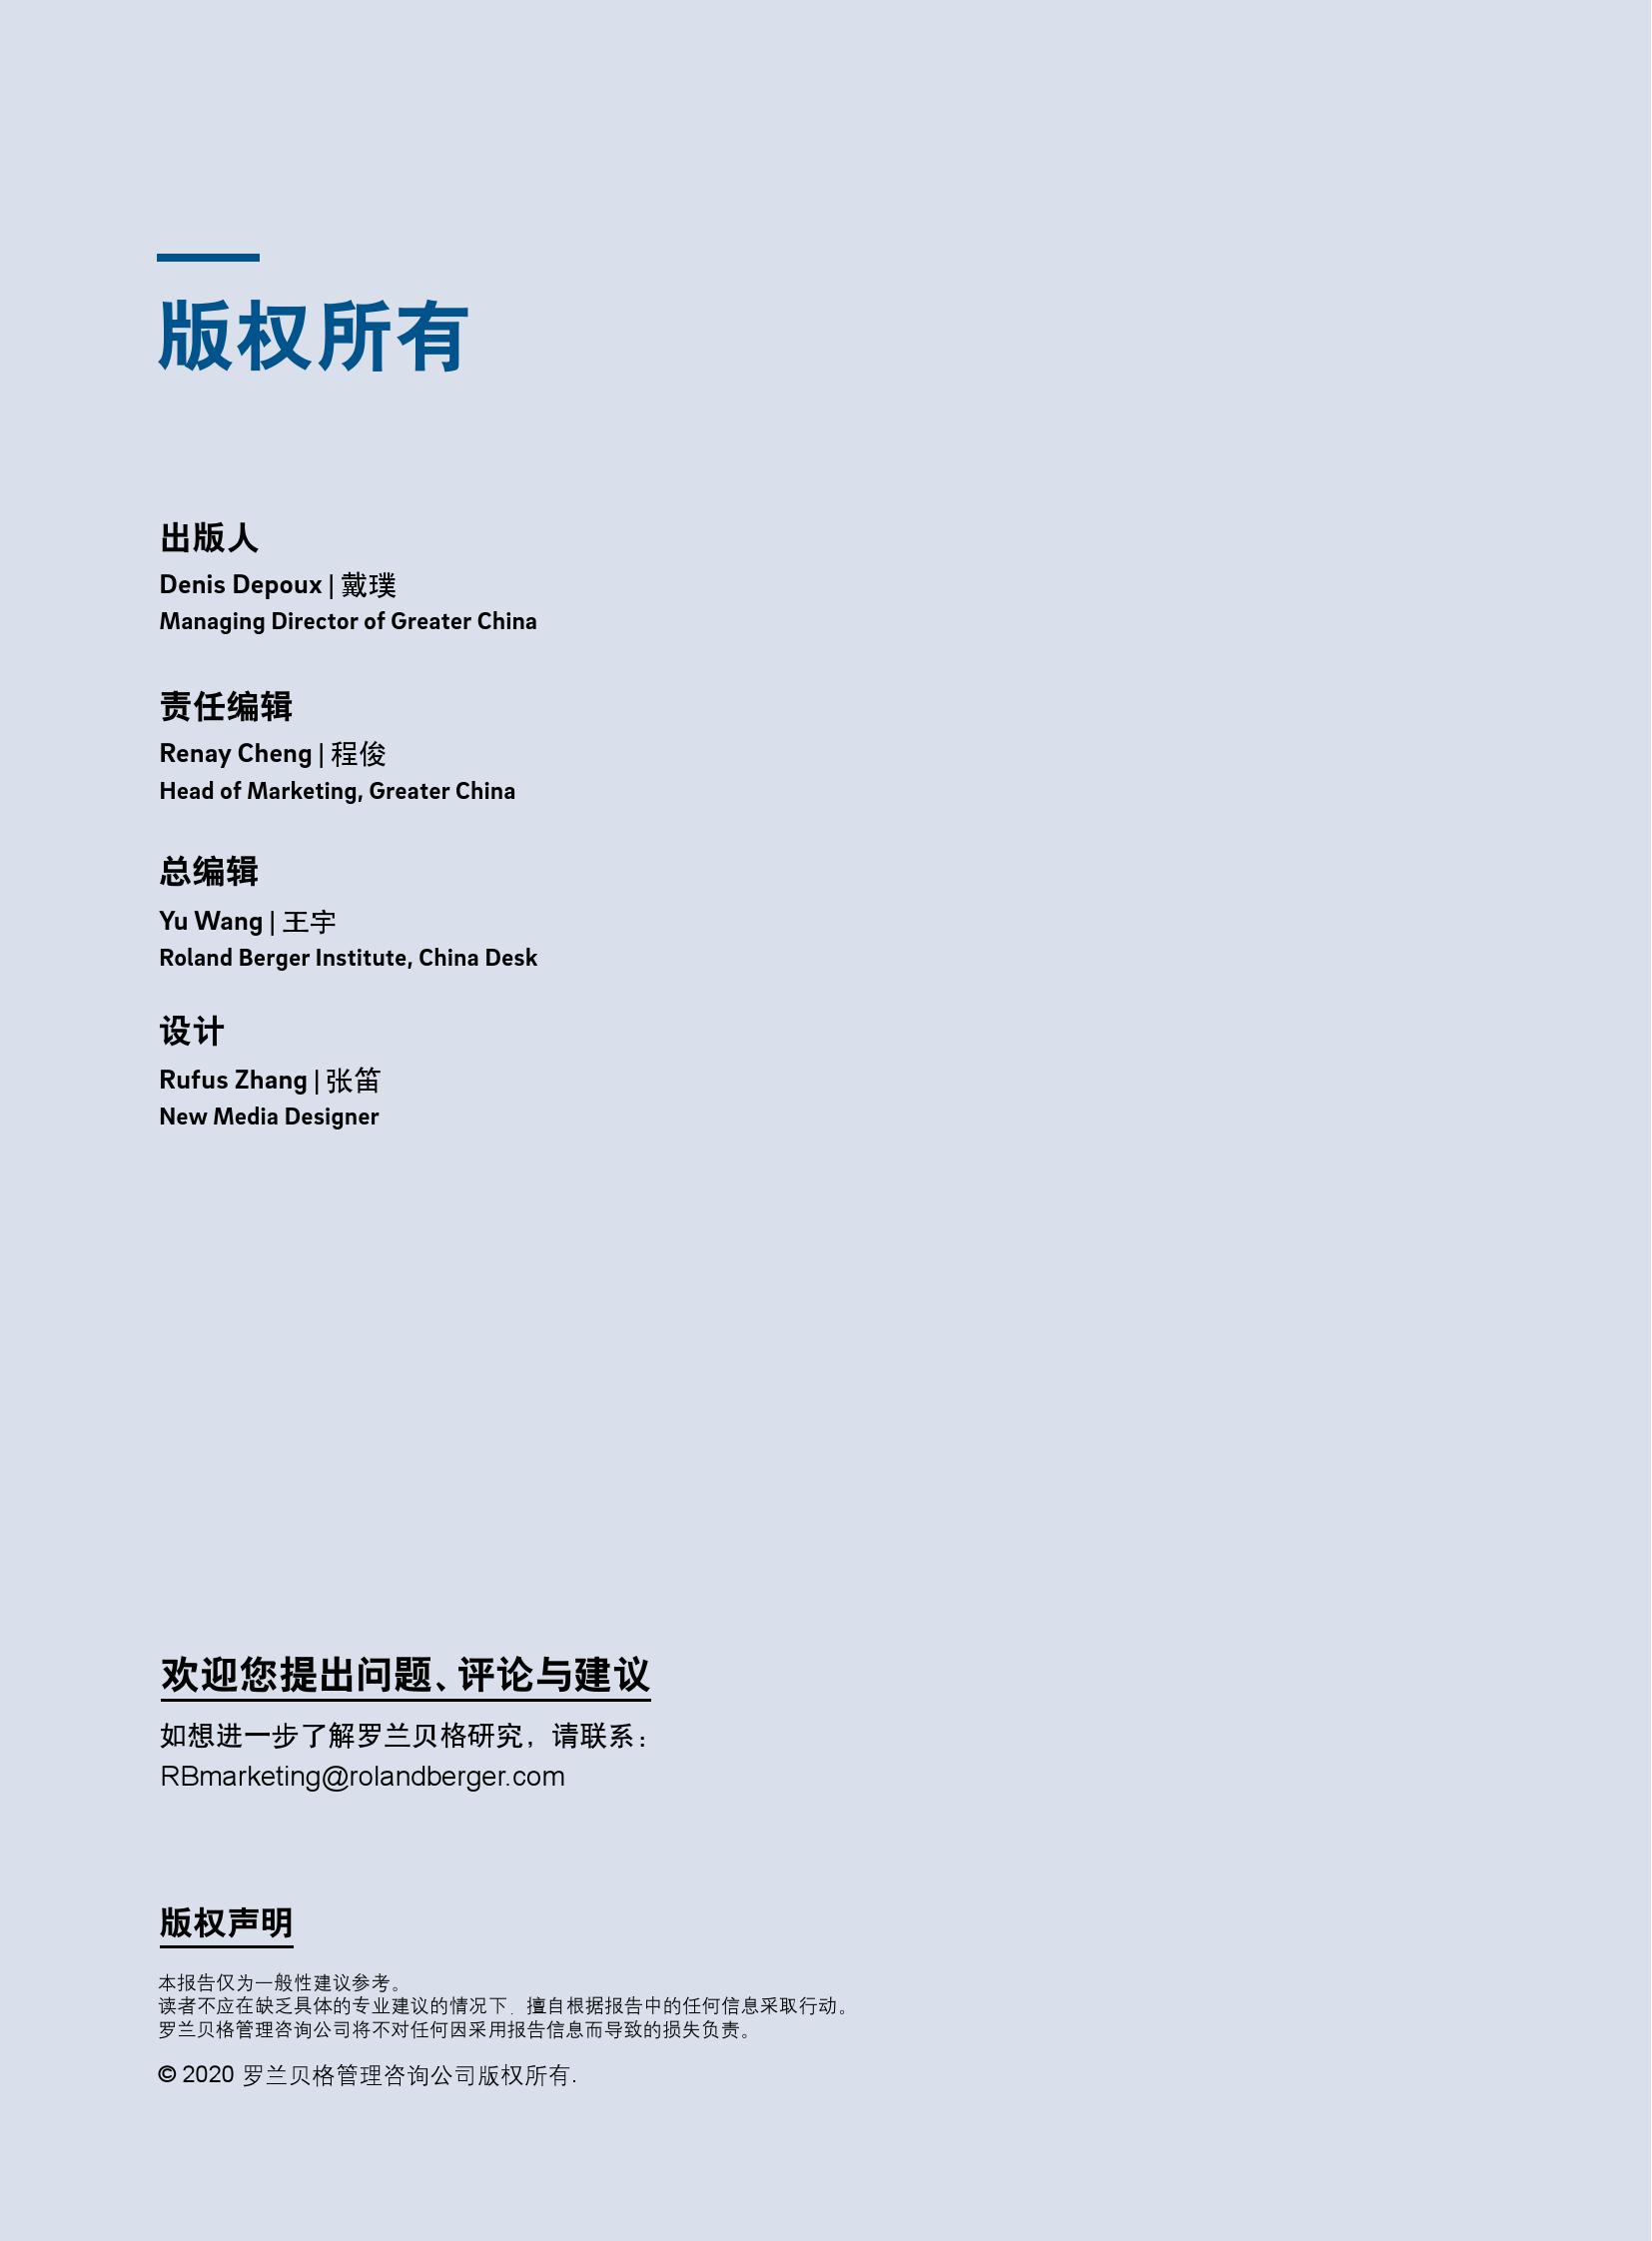 版权所有
出版人
Denis Depoux | 戴璞
Managing Director of Greater China
责任编辑
Renay Cheng | 程俊
Head of Marketing, Greater China
总编辑
Yu Wang | 王宇
Roland Berger Institute, China Desk
设计
Rufus Zhang | 张笛
New Media Designer
欢迎您提出问题、评论与建议
如想进一步了解罗兰贝格研究，请联系：
RBmarketing@rolandberger.com
版权声明
本报告仅为一般性建议参考。
读者不应在缺乏具体的专业建议的情况下，擅自根据报告中的任何信息采取行动。
罗兰贝格管理咨询公司将不对任何因采用报告信息而导致的损失负责。
© 2020 罗兰贝格管理咨询公司版权所有.